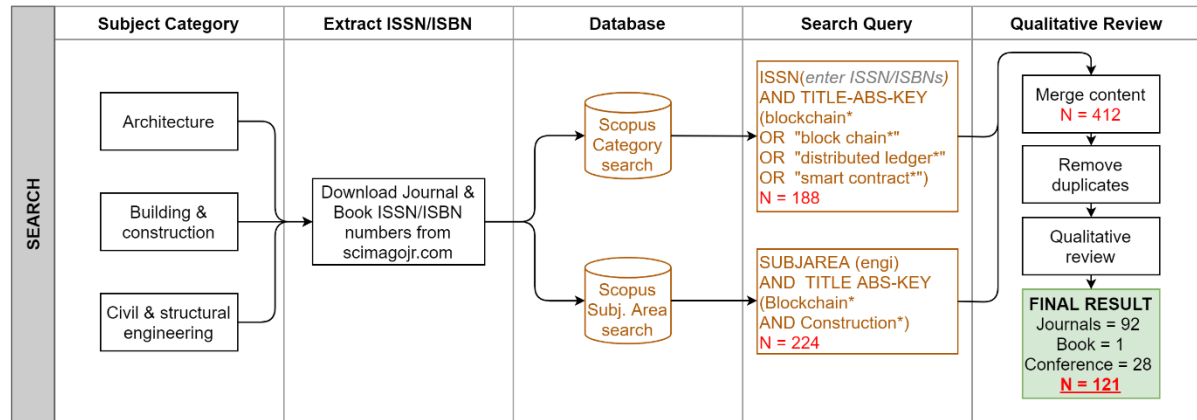 Subject Category
Extract ISSN/ISBN
Database
Search Query
Qualitative Review
SEARCH
Architecture
Building &
construction
Civil & structural
engineering
Download Journal &
Book ISSN/ISBN
numbers from
scimagojr.com
Scopus
Category
search
Scopus
Subj. Area
search
ISSN(enter ISSN/ISBNs)
AND TITLE-ABS-KEY
(blockchain*
OR "block chain*"
OR "distributed ledger*"
OR "smart contract*")
N = 188
SUBJAREA (engi)
AND TITLE ABS-KEY
(Blockchain*
AND Construction*)
N = 224
Merge content
N = 412
Remove
duplicates
Qualitative
review
FINAL RESULT
Journals = 92
Book = 1
Conference = 28
N = 121